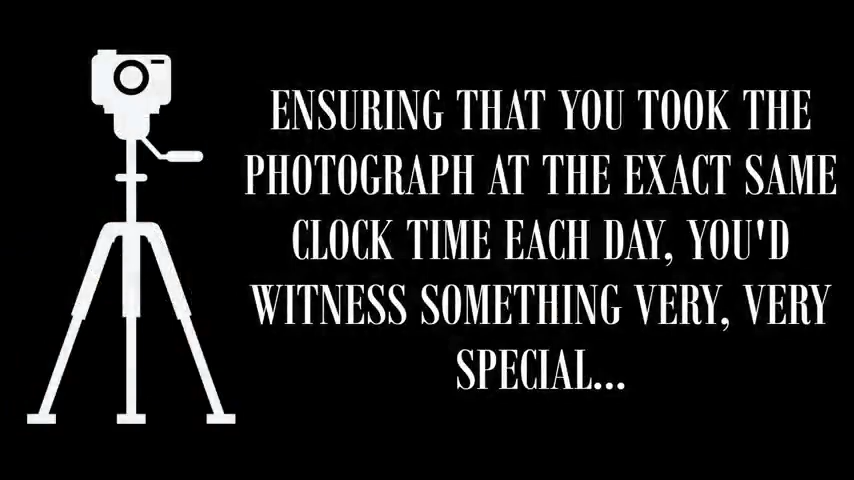 ENSURING THAT YOU TOOK THE
PHOTOGRAPH AT THE EXACT SAME
CLOCK TIME EACH DAY, YOU'D
WITNESS SOMETHING VERY, VERY
SPECIAL...